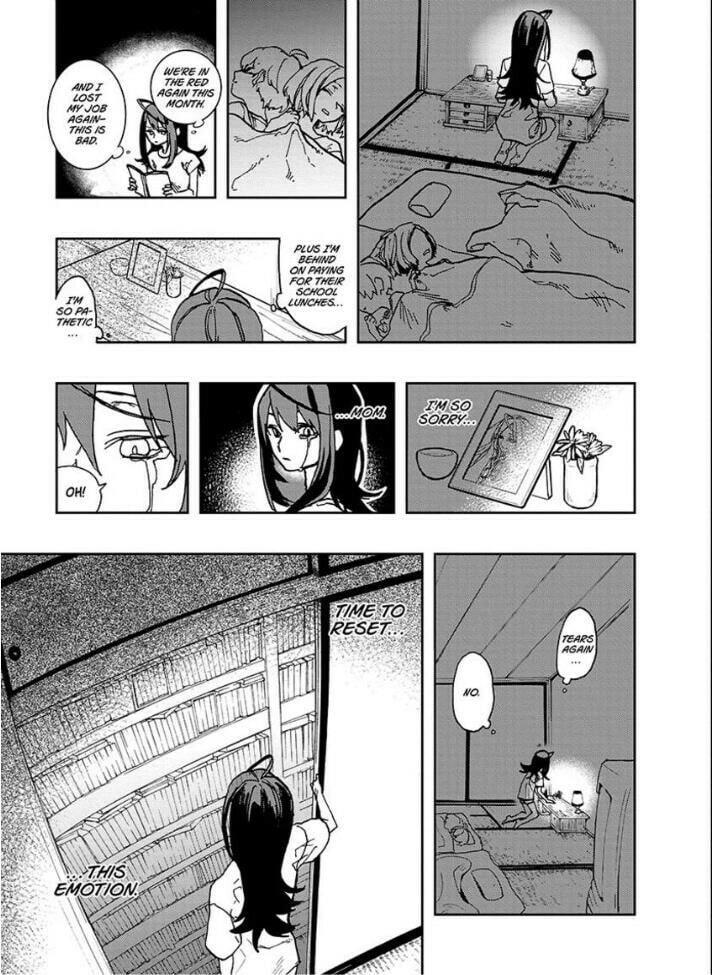 WE'RE IN
THE RED
AGAIN THIS
MONTH.
AND I
LOST
MY JOB
AGAIN–
THIS IS
BAD.
PLUS I'M
BEHIND
ON PAYING
FOR THEIR
SCHOOL
LUNCHES...
I'M
SO PA-
THETIC
...
I'M SO
SORRY...
...MOM.
OH!
TEARS
AGAIN
...
NO.
TIME TO
RESET...
...THIS
EMOTION.